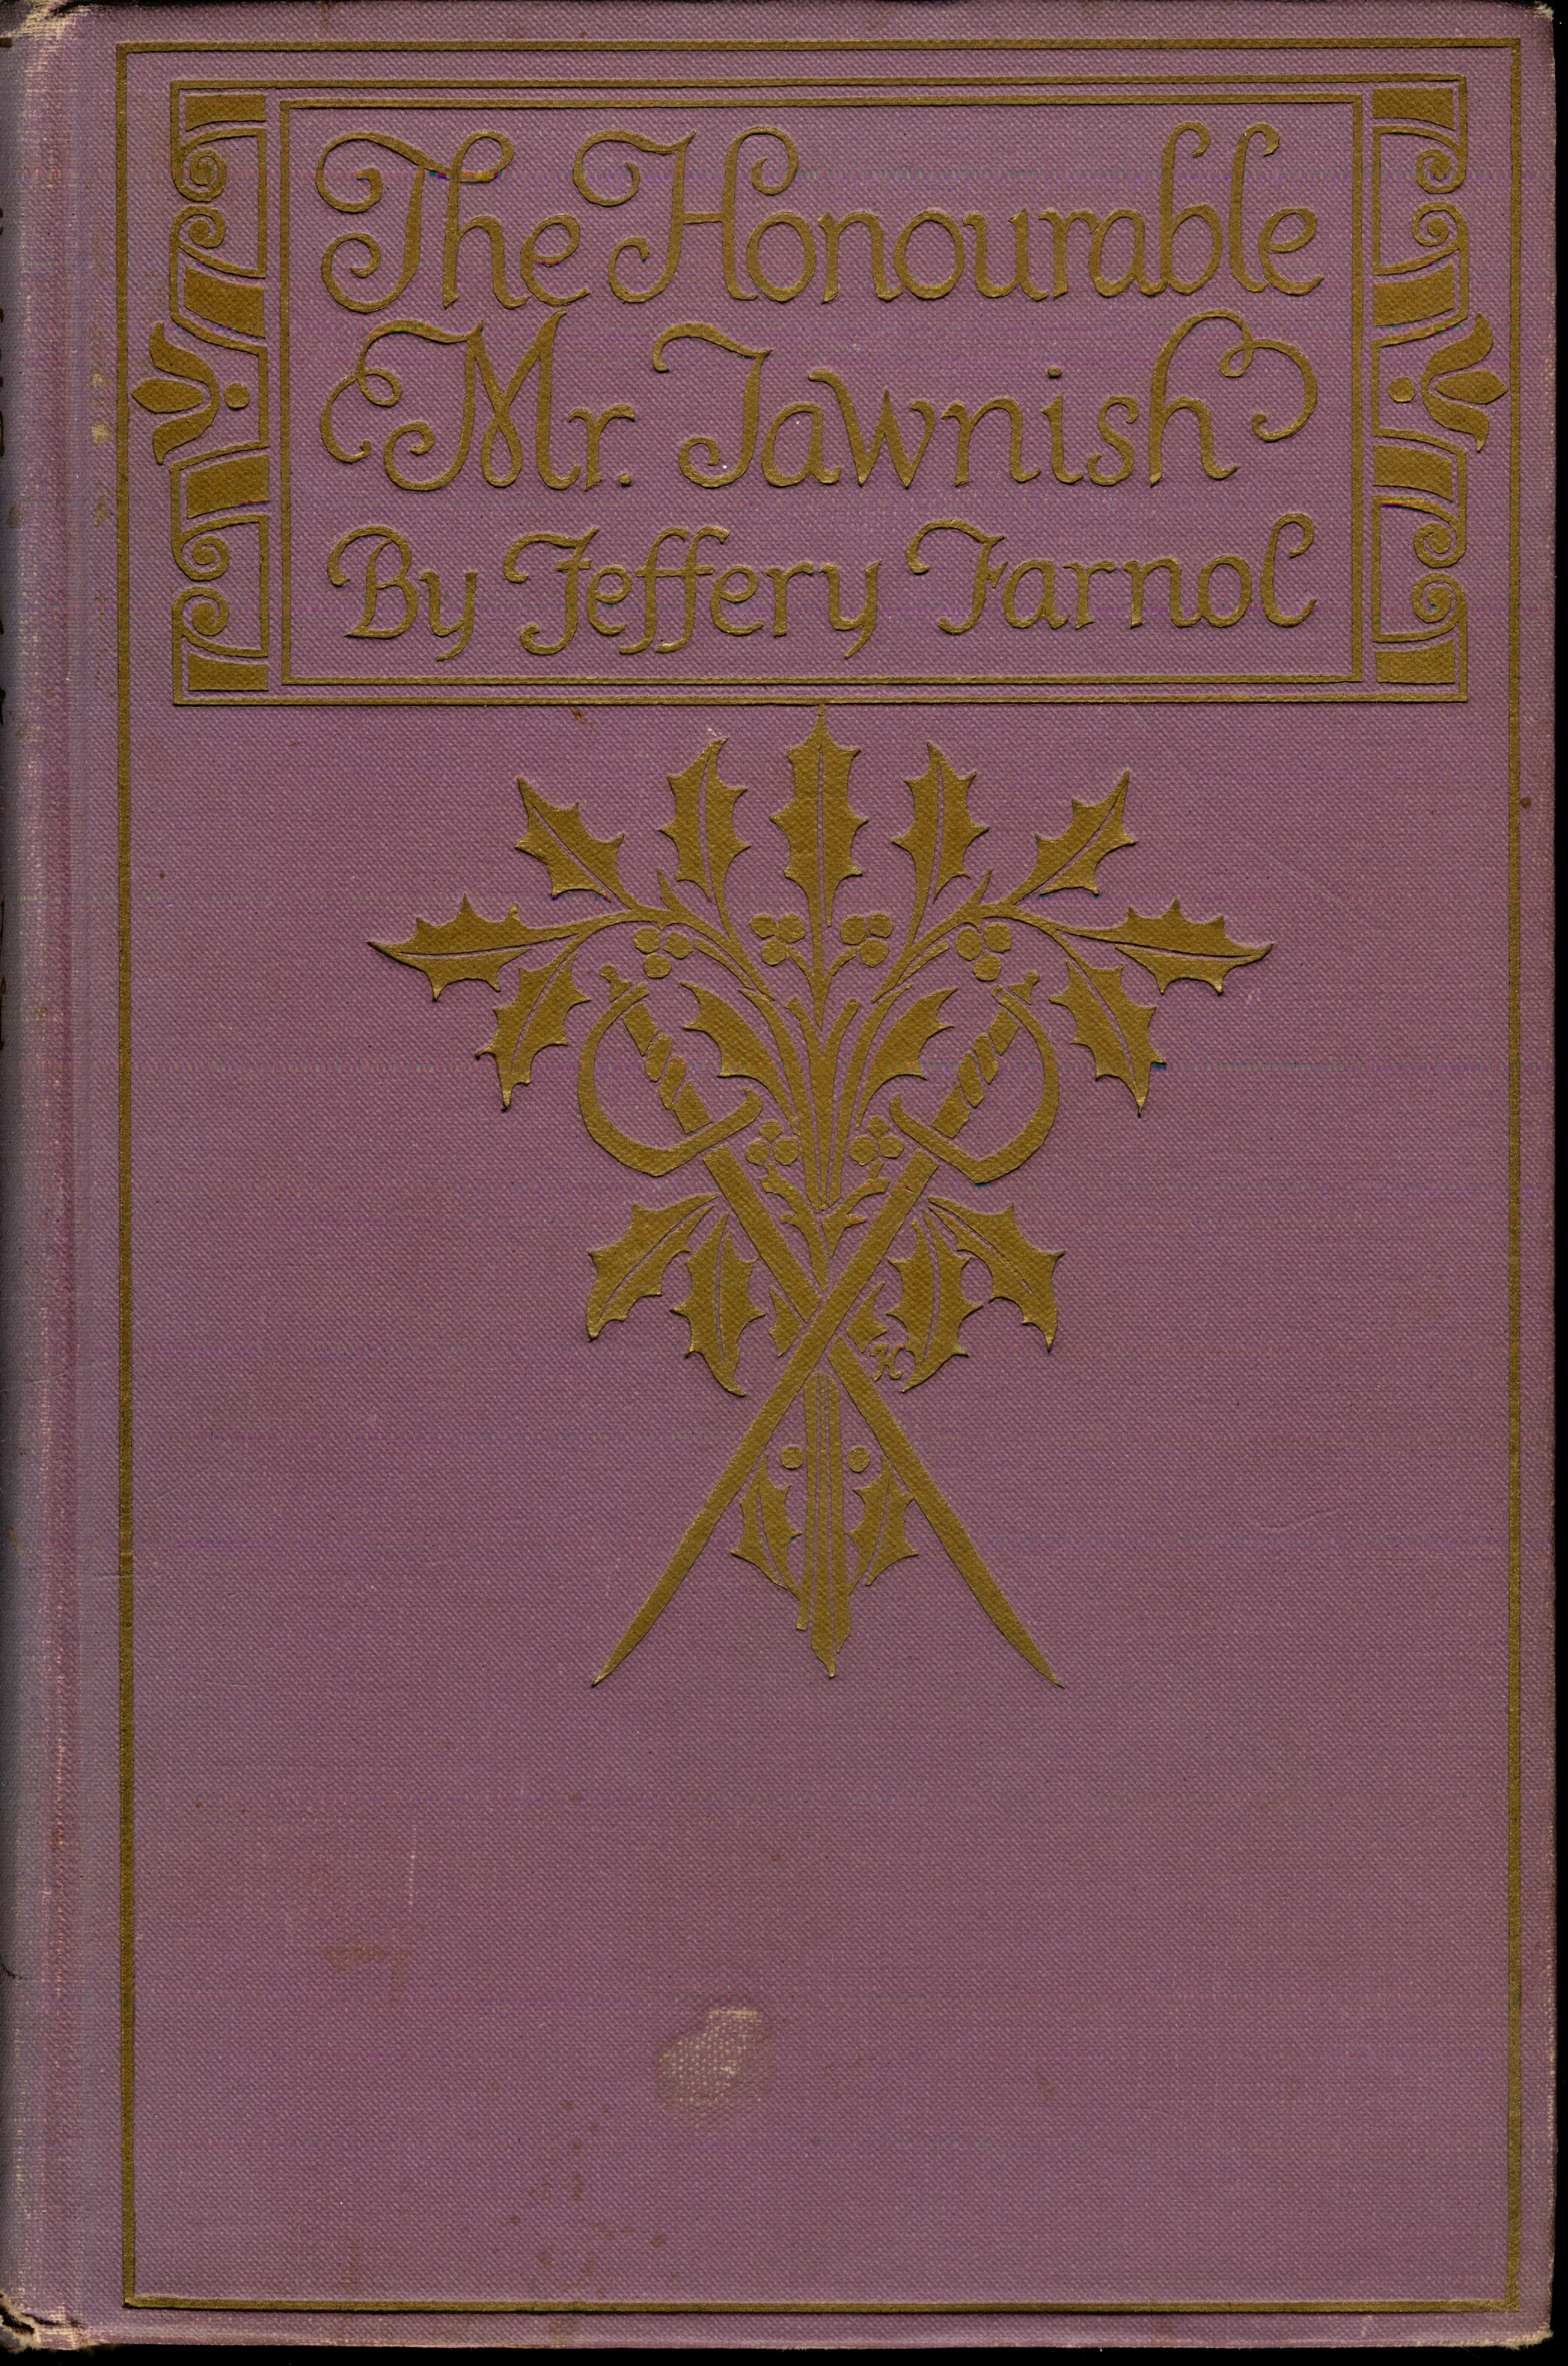 The Honourable
Mr. Tawnish
By Jeffery Farnol